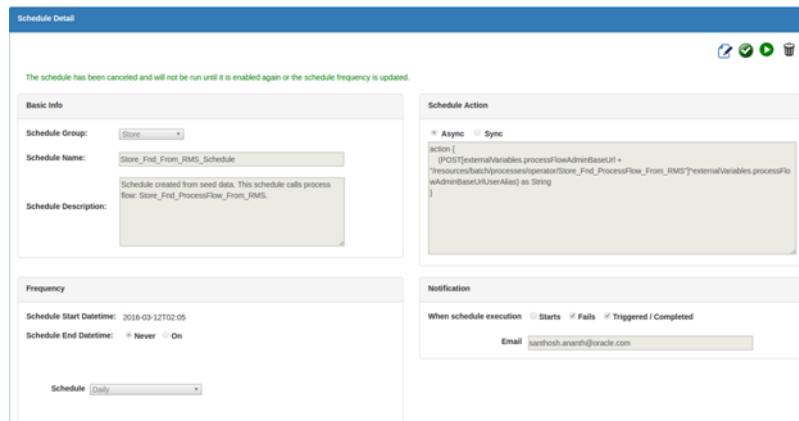 Schedule Detail
The schedule has been canceled and will not be run until it is enabled again or the schedule frequency is updated.
Basic Info
Schedule Group: Store
Schedule Name: Store_Fnd_From_RMS_Schedule
Schedule Description: Schedule created from seed data. This schedule calls process
flow: Store_Fnd_ProcessFlow_From_RMS.
Schedule Action
Async Sync
action {
(POST[externalVariables.processFlowAdminBaseUrl +
"/resources/batch/processes/operator/Store_Fnd_ProcessFlow_From_RMS"]^externalVariables.processFlo
wAdminBaseUrlUserAlias) as String
}
Frequency
Schedule Start Datetime: 2016-03-12T02:05
Schedule End Datetime: Never On
Schedule Daily
Notification
When schedule execution Starts Fails Triggered / Completed
Email santhosh.ananth@oracle.com